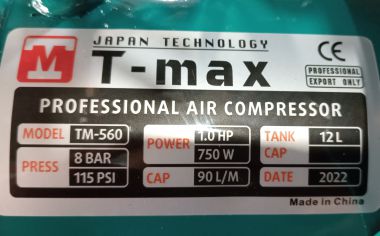 JAPAN TECHNOLOGY
M T-max CE
PROFESSIONAL
EXPORT ONLY
PROFESSIONAL AIR COMPRESSOR
MODEL TM-560 POWER 1.0 HP TANK 12 L
750 W CAP
PRESS 8 BAR
115 PSI CAP 90 L/M DATE 2022
Made in China